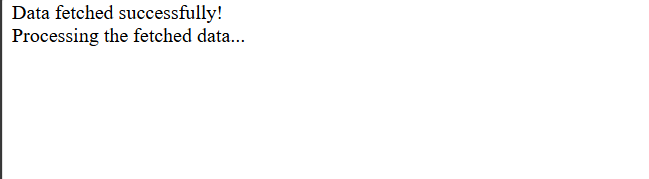 Data fetched successfully!
Processing the fetched data...